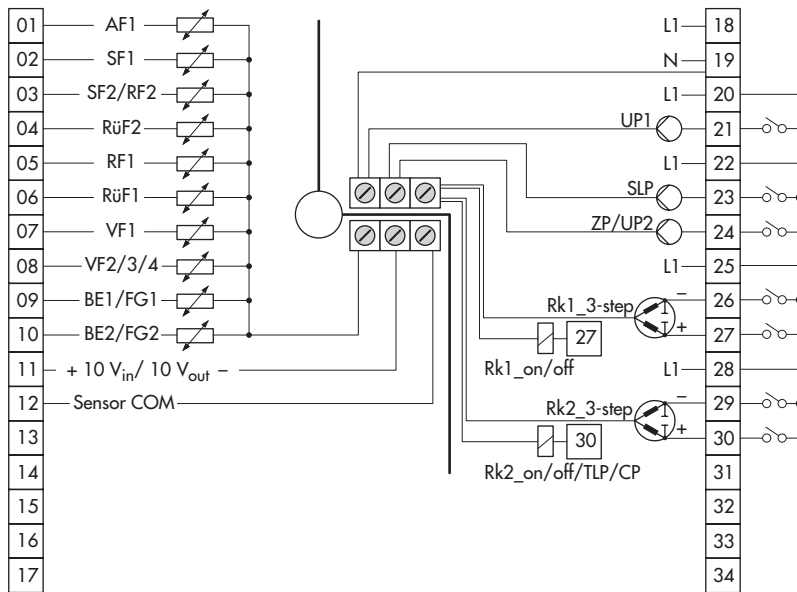 01 AF1 L1 18
02 SF1 N 19
03 SF2/RF2 L1 20
04 RüF2 UP1 21
05 RF1 L1 22
06 RüF1 SLP 23
07 VF1 ZP/UP2 24
08 VF2/3/4 L1 25
09 BE1/FG1 Rk1_3-step − 26
10 BE2/FG2 27 + 27
Rk1_on/off
11 + 10 Vin/ 10 Vout − L1 28
12 Sensor COM Rk2_3-step − 29
13 30 + 30
Rk2_on/off/TLP/CP
14 31
15 32
16 33
17 34